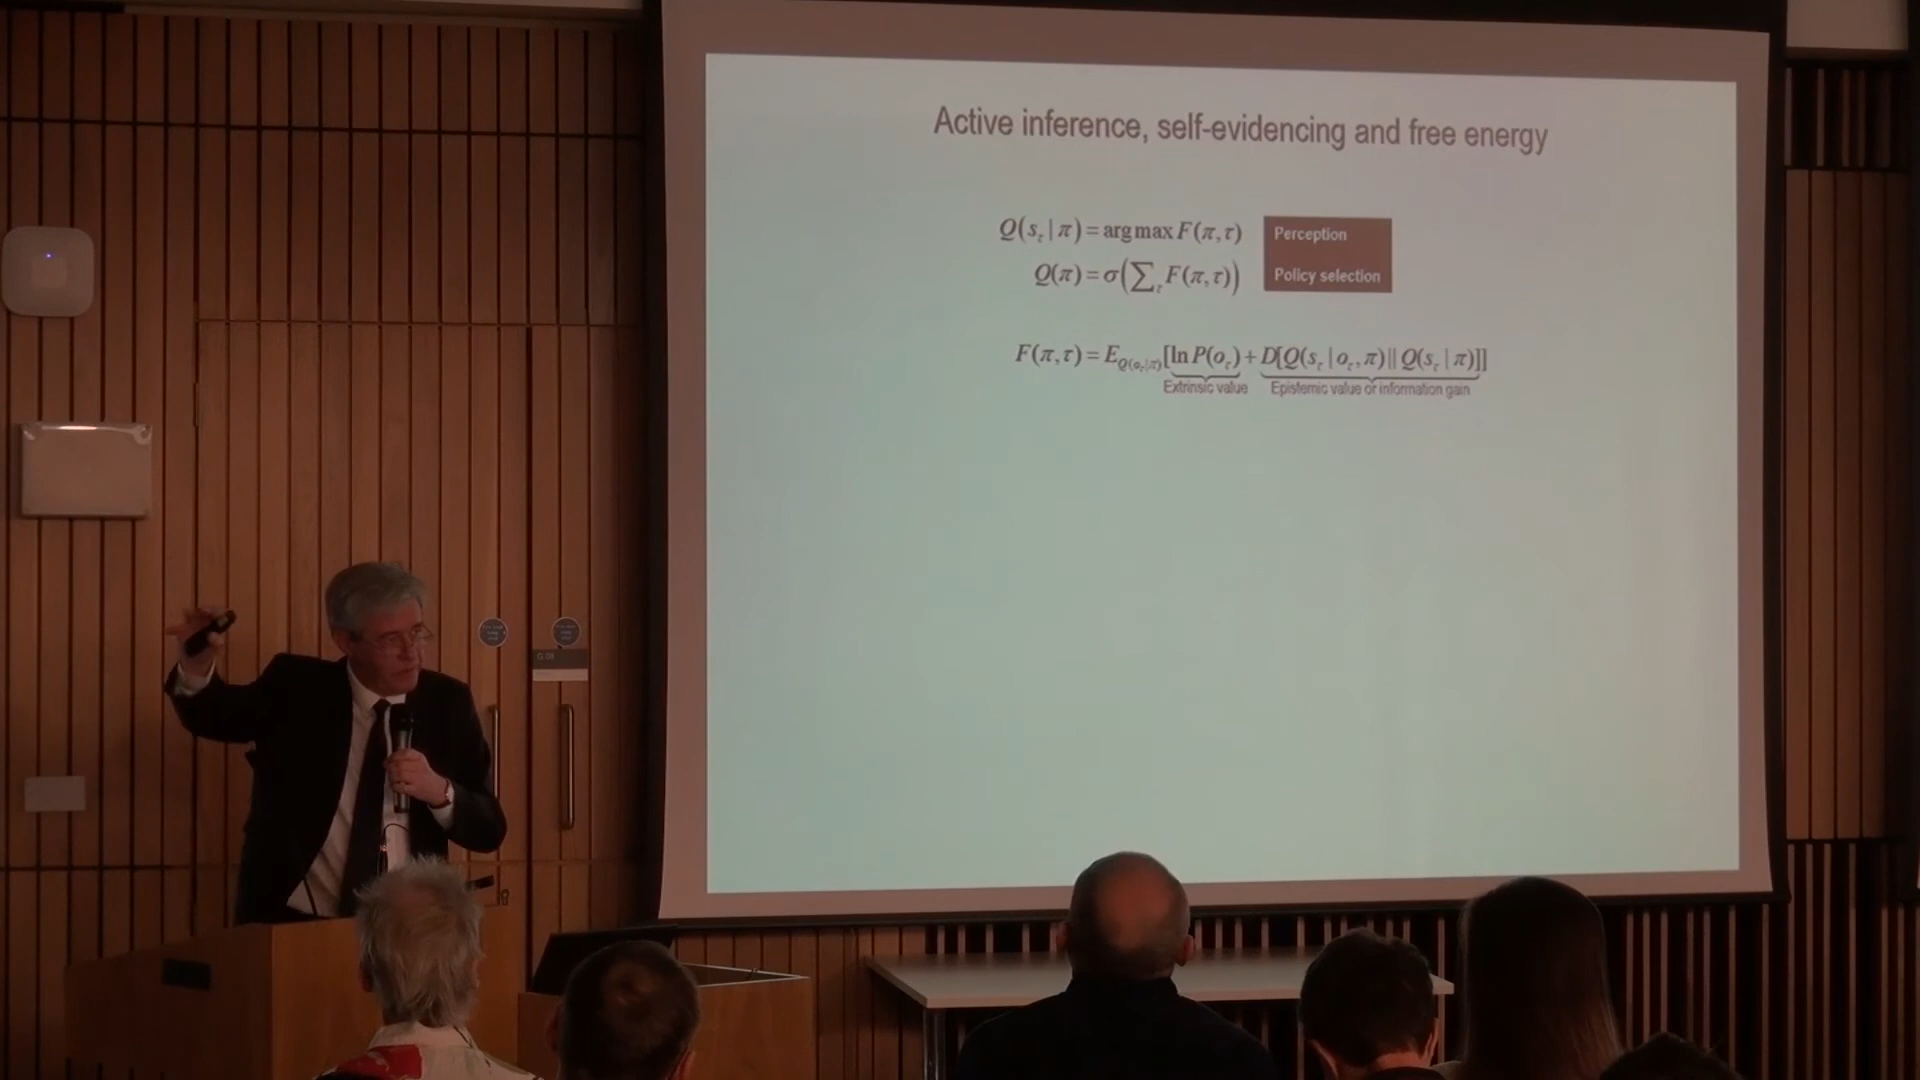 Active inference, self-evidencing and free energy
Q(s_τ | π) = arg max F(π, τ)
Perception
Q(π) = σ(∑_τ F(π, τ))
Policy selection
F(π, τ) = E_{Q(o_τ|π)}[ln P(o_τ) + D[Q(s_τ | o_τ, π) || Q(s_τ | π)]]
Extrinsic value
Epistemic value or information gain